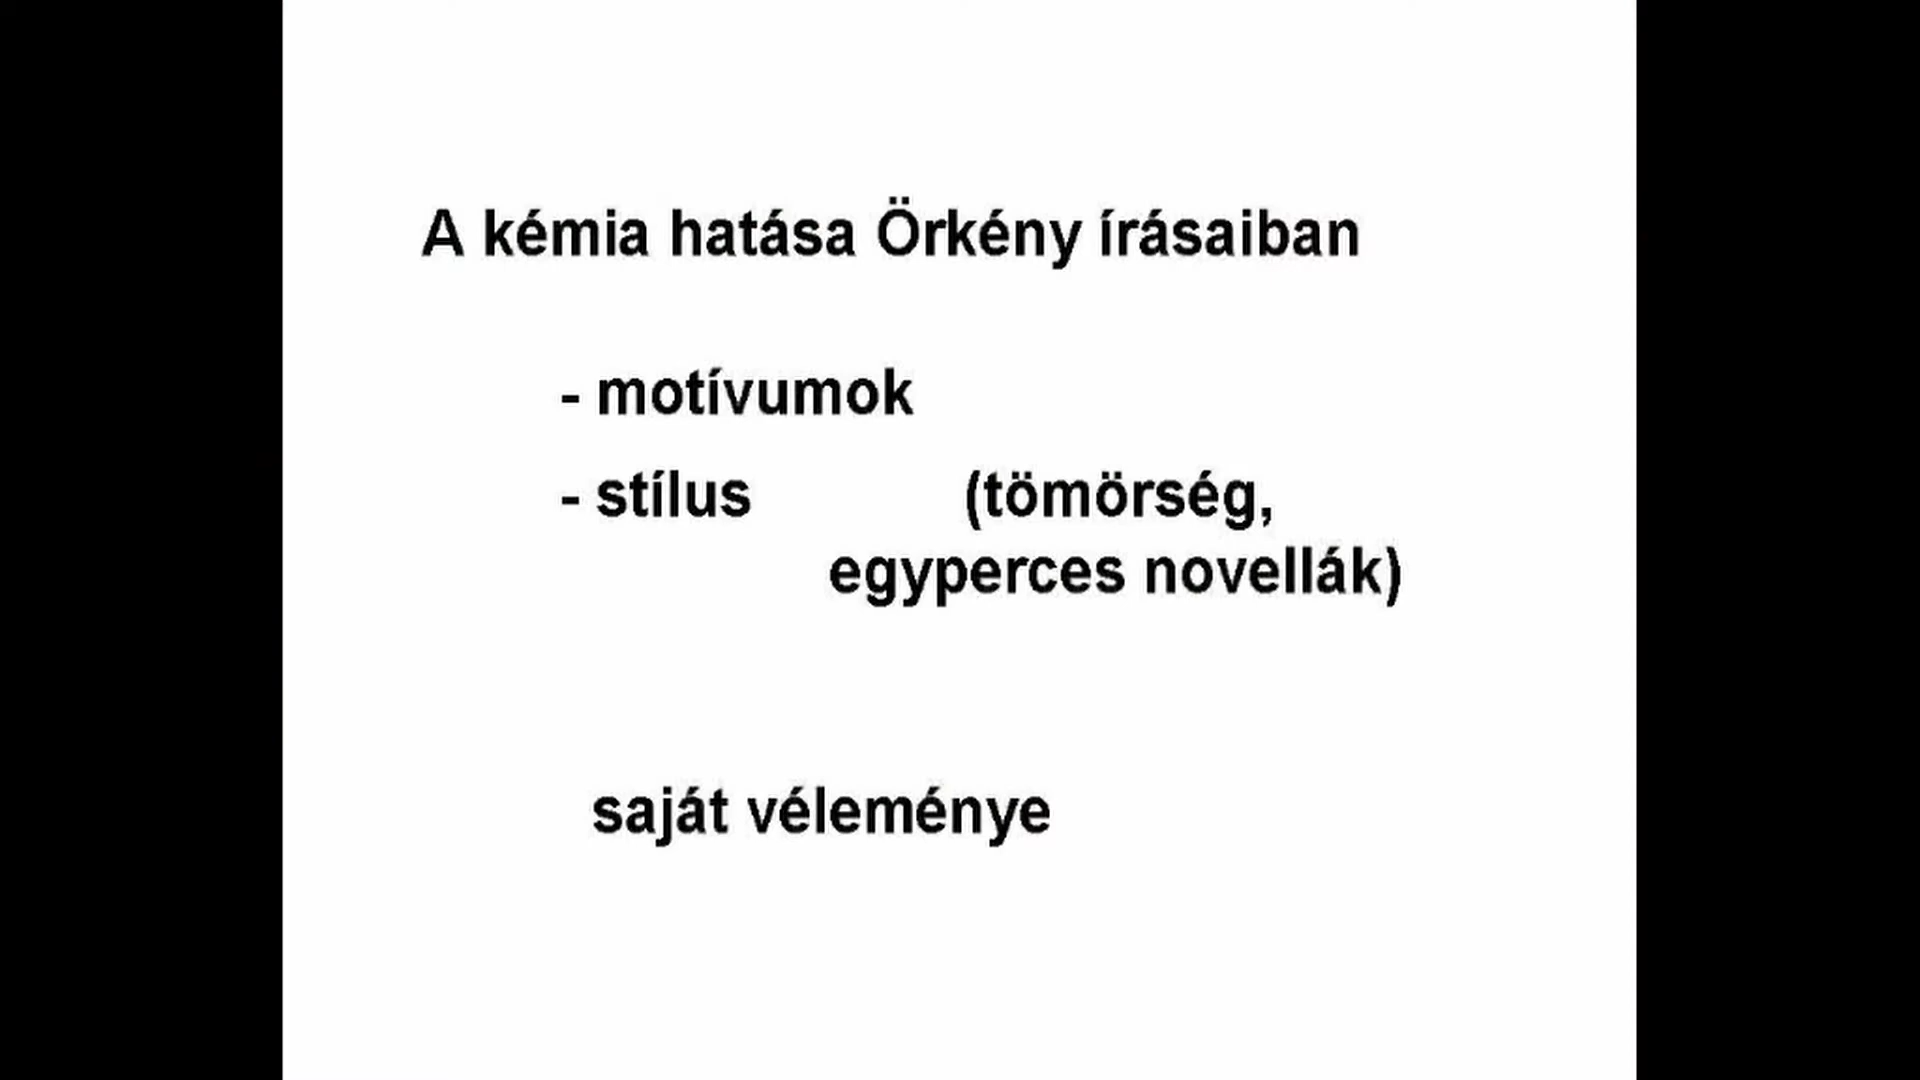 A kémia hatása Örkény írásaiban
- motívumok
- stílus (tömörség,
egyperces novellák)
saját véleménye